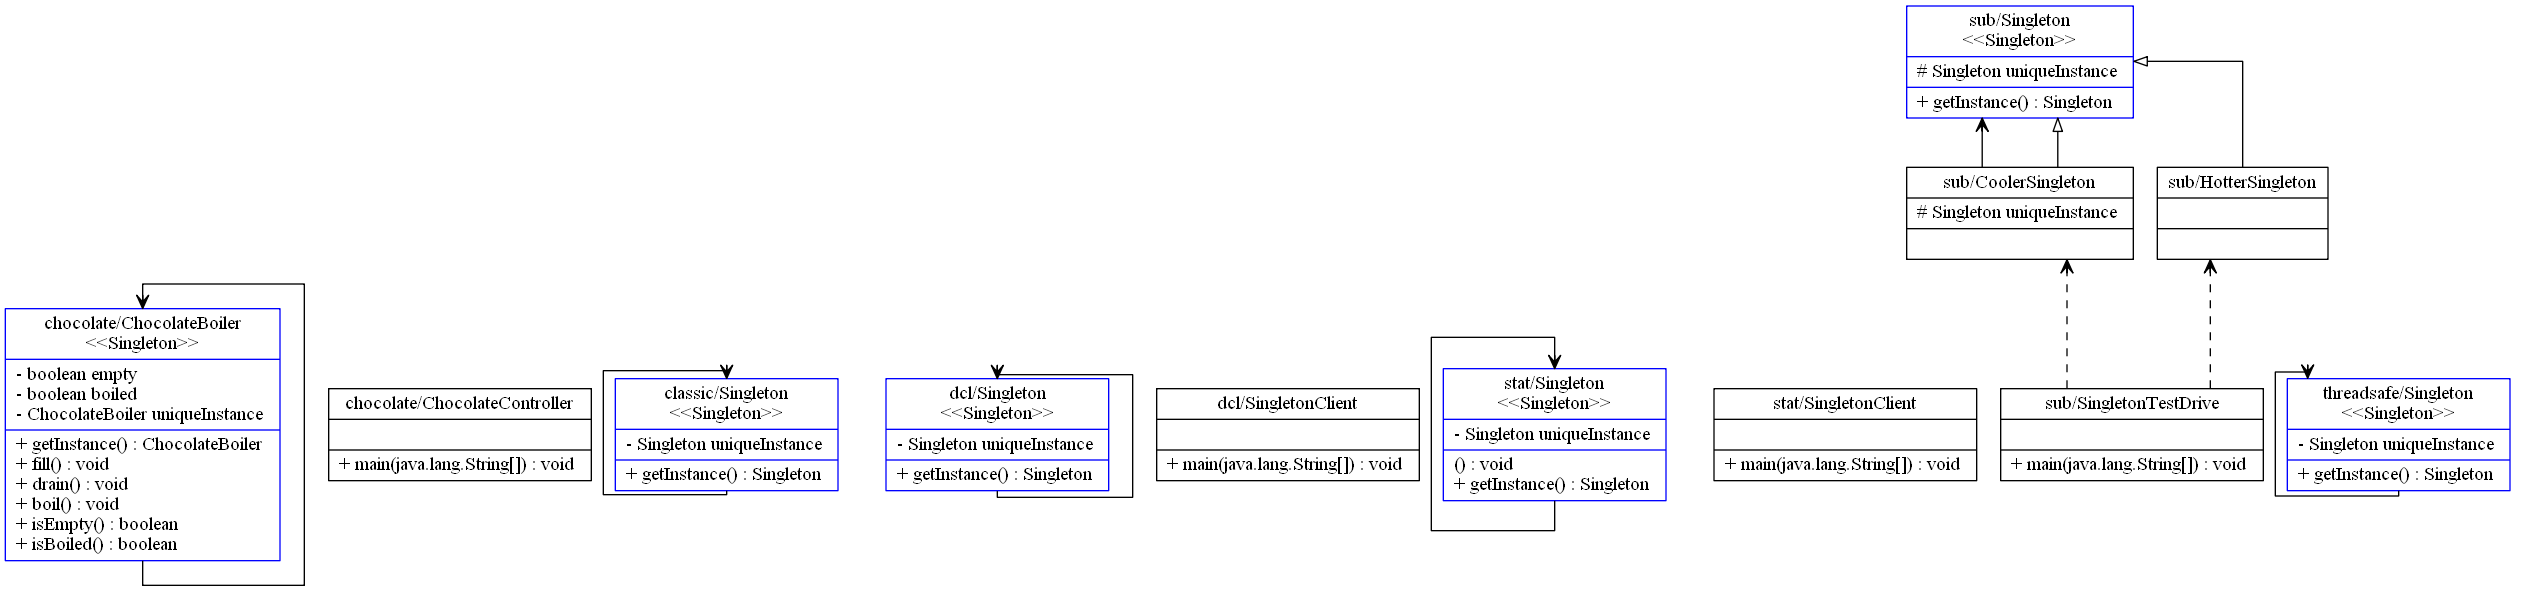 sub/Singleton
<<Singleton>>
# Singleton uniqueInstance
+ getInstance() : Singleton
sub/CoolerSingleton
# Singleton uniqueInstance
sub/HotterSingleton
chocolate/ChocolateBoiler
<<Singleton>>
- boolean empty
- boolean boiled
- ChocolateBoiler uniqueInstance
+ getInstance() : ChocolateBoiler
+ fill() : void
+ drain() : void
+ boil() : void
+ isEmpty() : boolean
+ isBoiled() : boolean
chocolate/ChocolateController
+ main(java.lang.String[]) : void
classic/Singleton
<<Singleton>>
- Singleton uniqueInstance
+ getInstance() : Singleton
dcl/Singleton
<<Singleton>>
- Singleton uniqueInstance
+ getInstance() : Singleton
dcl/SingletonClient
+ main(java.lang.String[]) : void
stat/Singleton
<<Singleton>>
- Singleton uniqueInstance
() : void
+ getInstance() : Singleton
stat/SingletonClient
+ main(java.lang.String[]) : void
sub/SingletonTestDrive
+ main(java.lang.String[]) : void
threadsafe/Singleton
<<Singleton>>
- Singleton uniqueInstance
+ getInstance() : Singleton